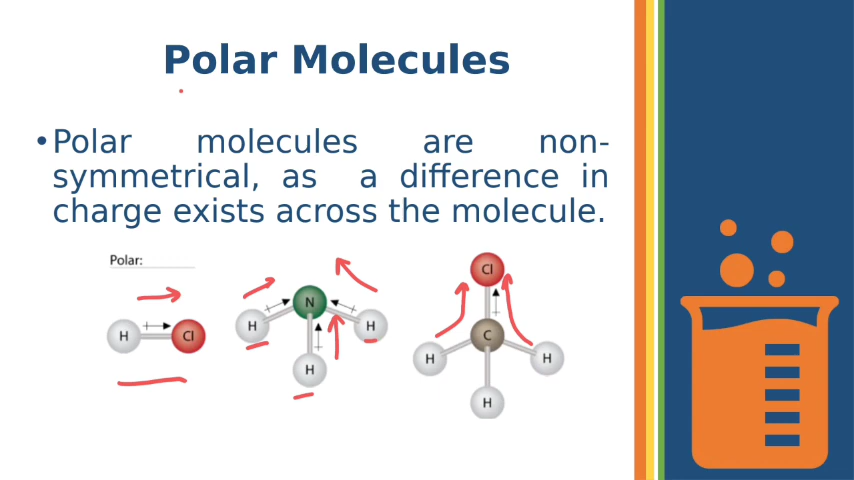 Polar Molecules
•Polar molecules are non-
symmetrical, as a difference in
charge exists across the molecule.
Polar:
Cl
N
H
H
Cl
H
H
C
H
H
H
H